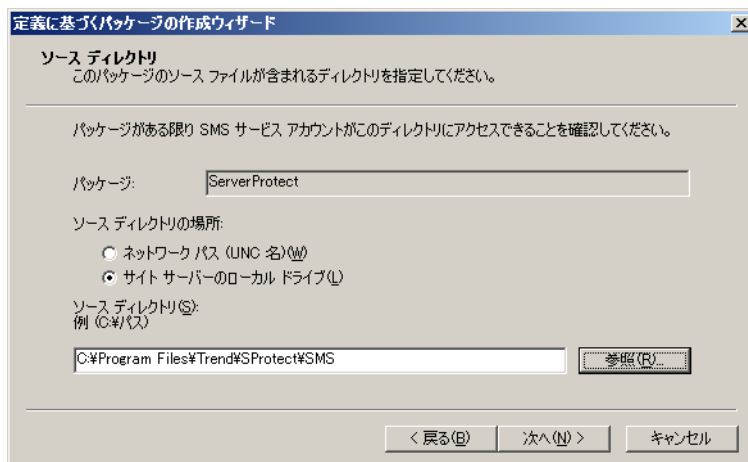 定義に基づくパッケージの作成ウィザード
ソース ディレクトリ
このパッケージのソース ファイルが含まれるディレクトリを指定してください。
パッケージがある限り SMS サービス アカウントがこのディレクトリにアクセスできることを確認してください。
パッケージ: ServerProtect
ソース ディレクトリの場所:
ネットワーク パス (UNC 名)(W)
サイト サーバーのローカル ドライブ(L)
ソース ディレクトリ(S):
例 (C:¥パス)
C:¥Program Files¥Trend¥SProtect¥SMS 参照(R)...
< 戻る(B) 次へ(N) > キャンセル